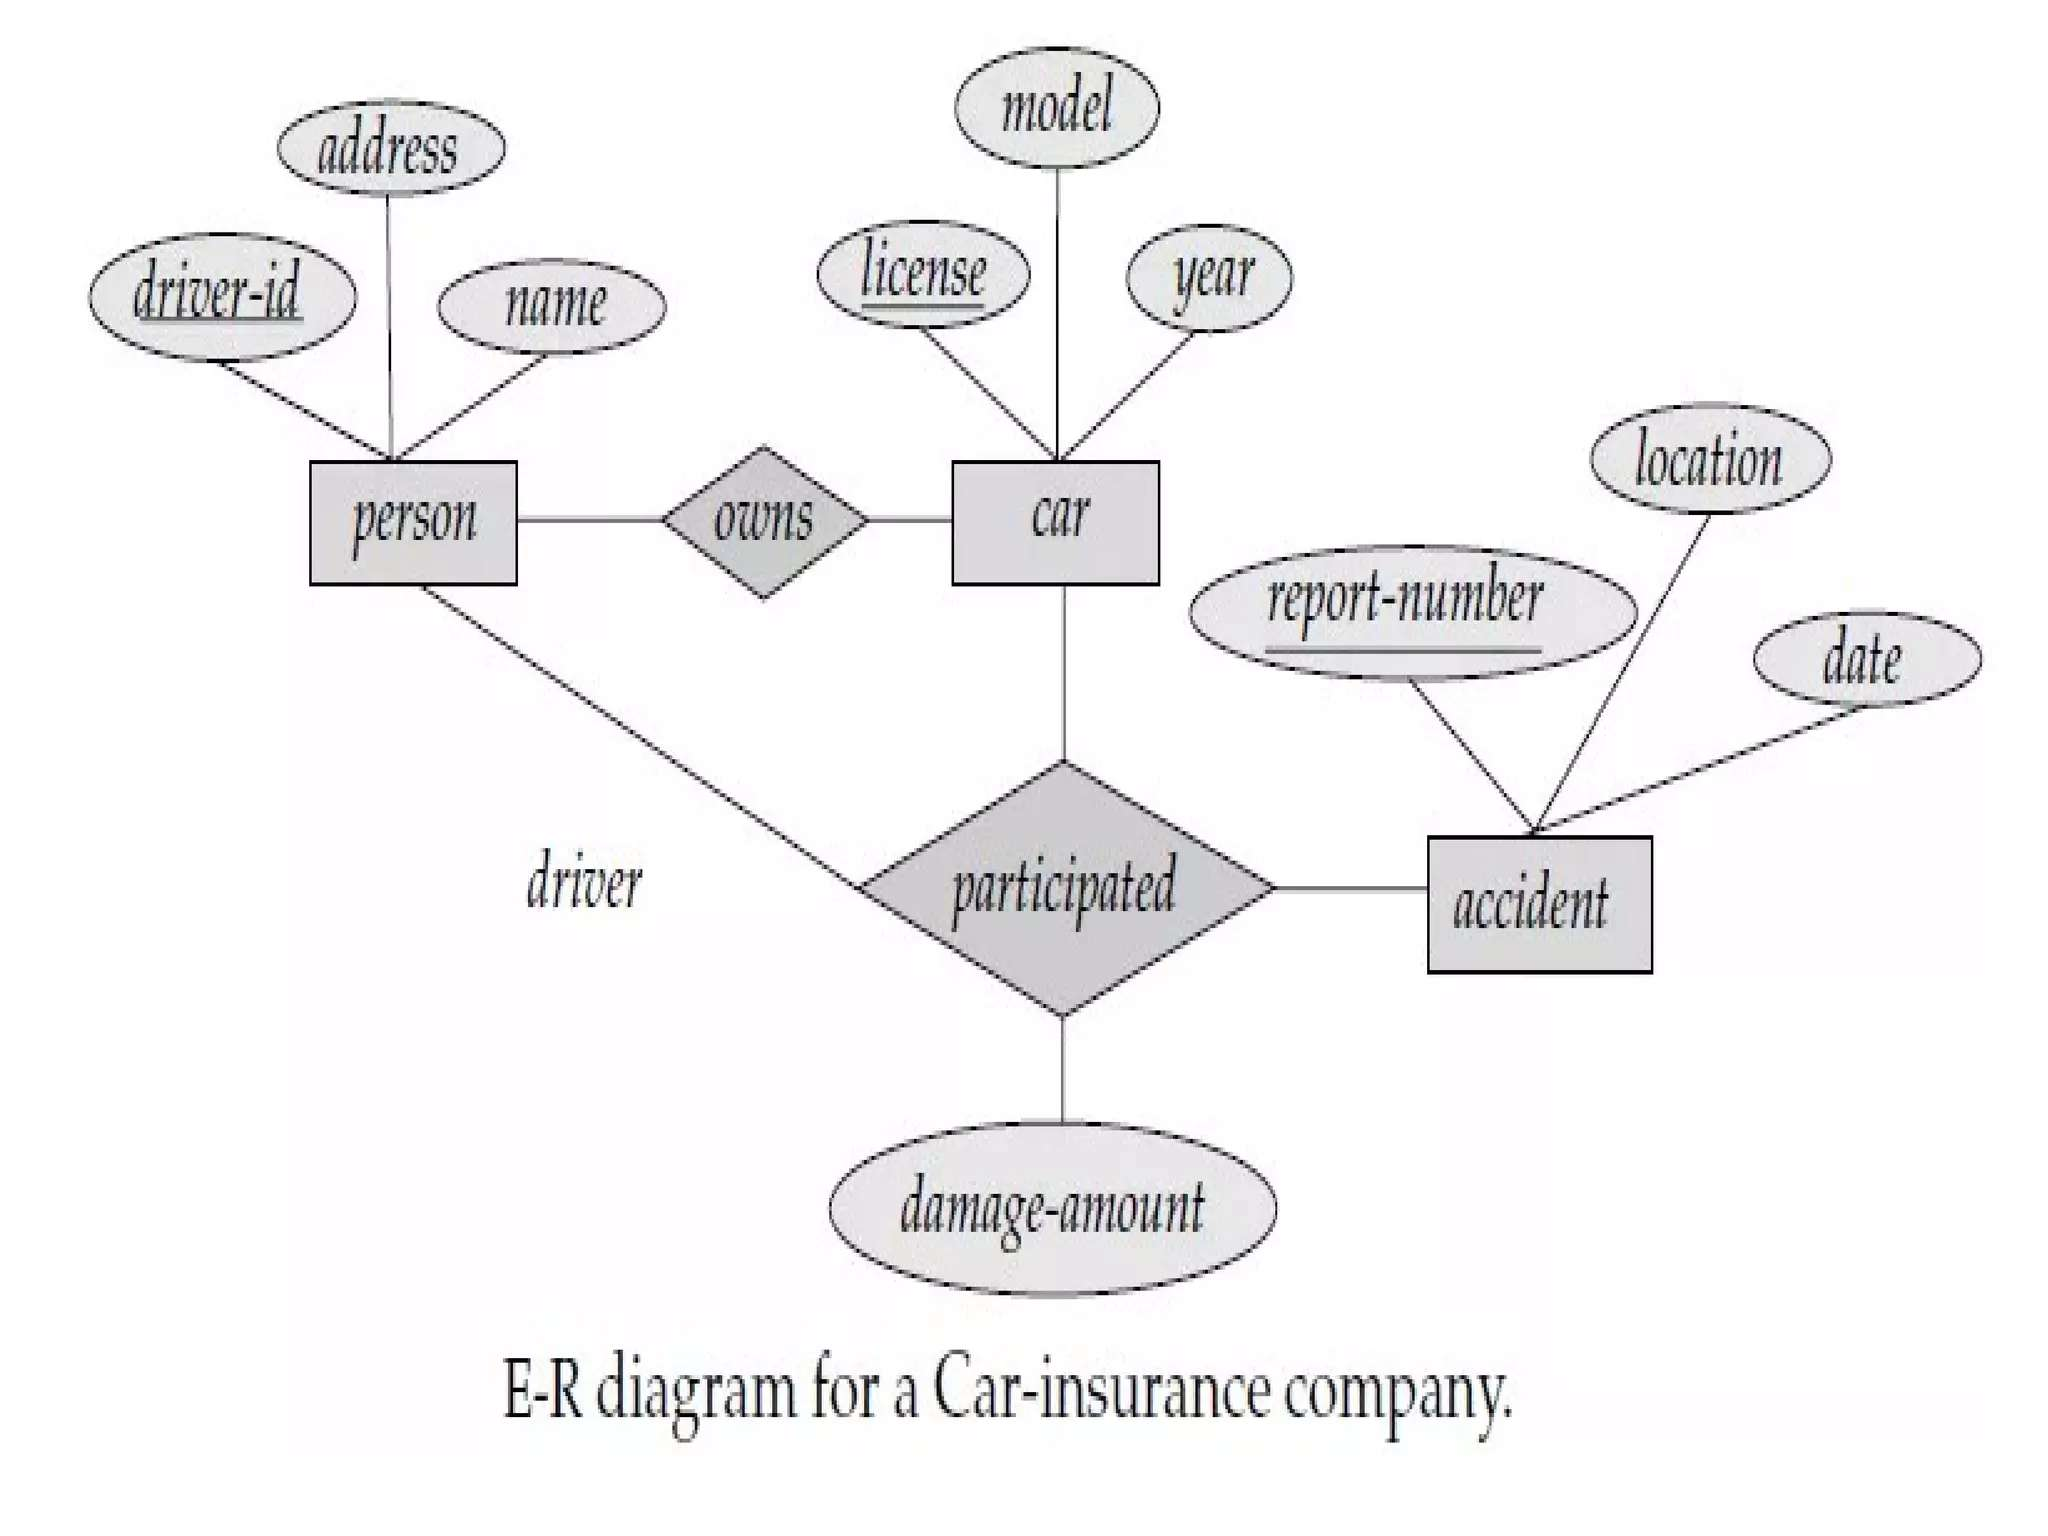 model
address
license
year
driver-id
name
location
person
owns
car
report-number
date
driver
participated
accident
damage-amount
E-R diagram for a Car-insurance company.